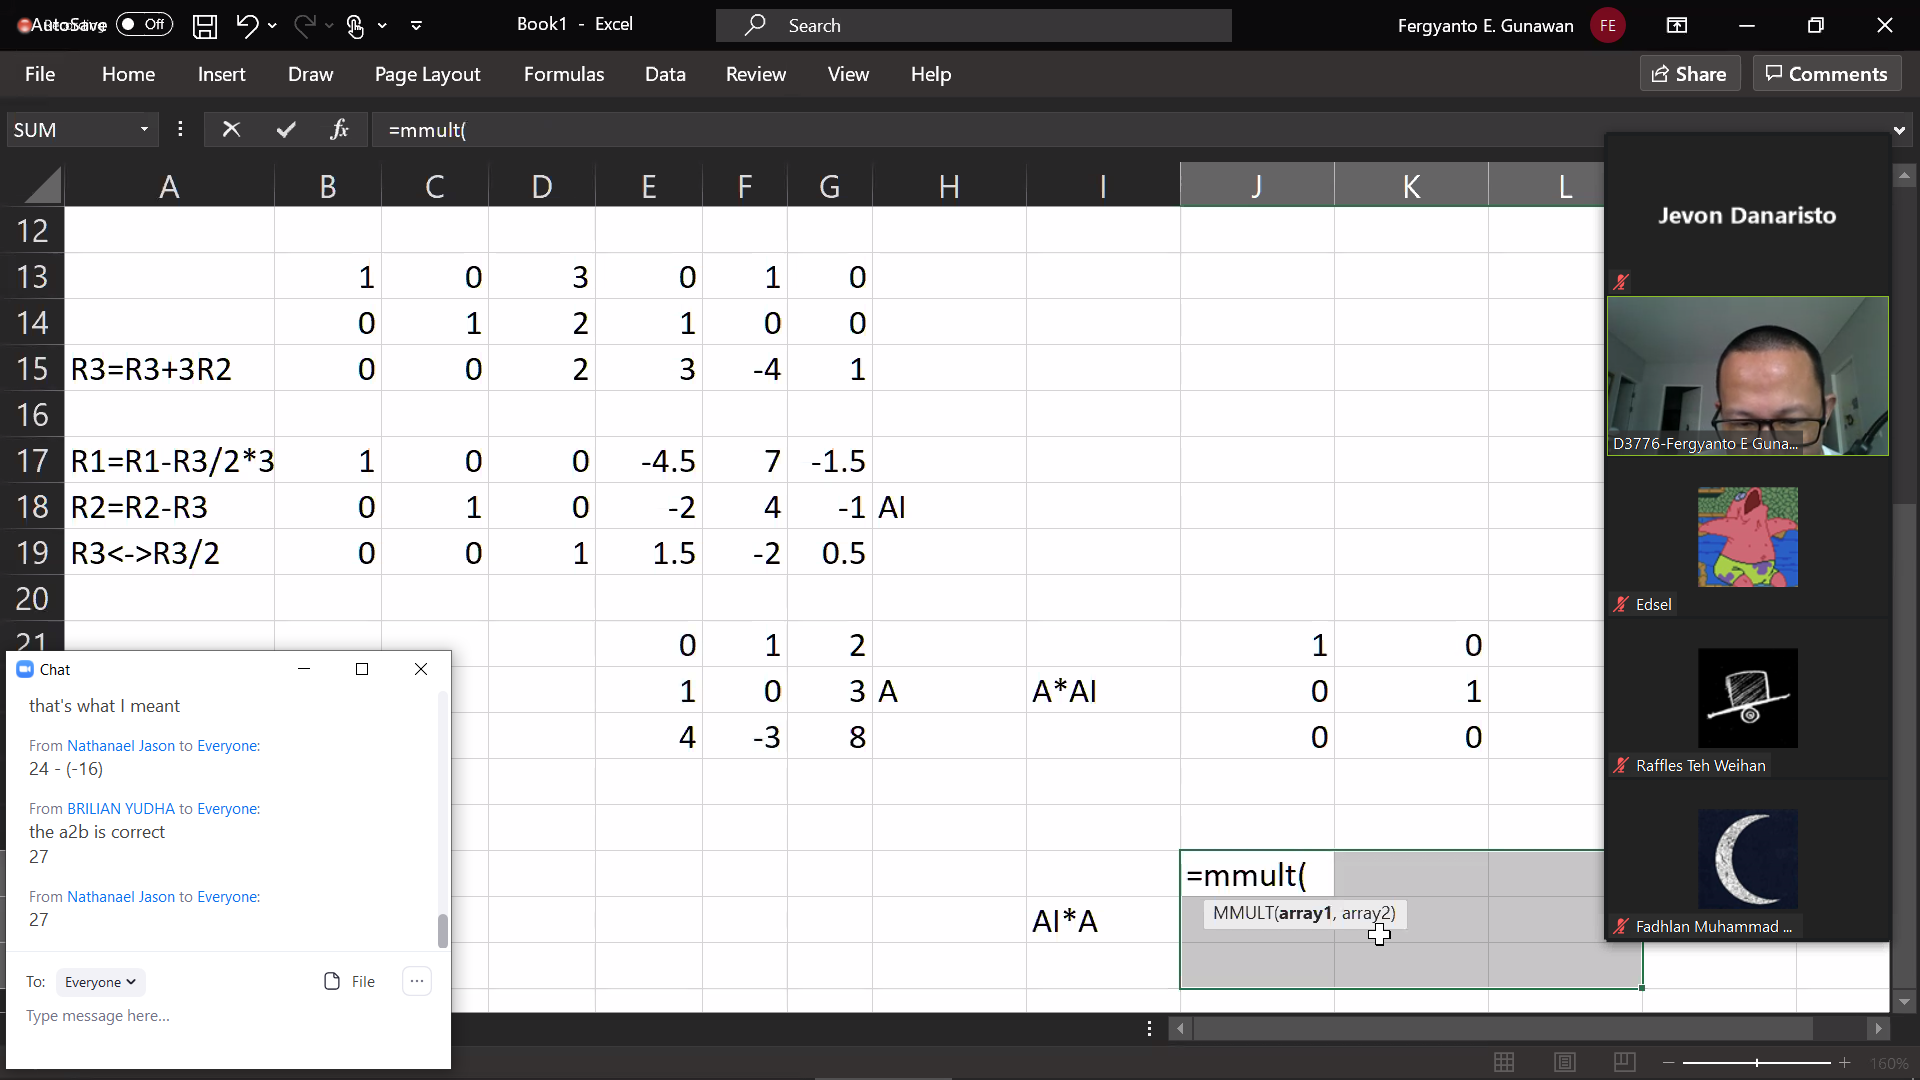 AutoSave Off Book1 - Excel Search Fergyanto E. Gunawan FE
File Home Insert Draw Page Layout Formulas Data Review View Help Share Comments
SUM fx =mmult(
A B C D E F G H I J K L
12
13 1 0 3 0 1 0
14 0 1 2 1 0 0
15 R3=R3+3R2 0 0 2 3 -4 1
16
17 R1=R1-R3/2*3 1 0 0 -4.5 7 -1.5
18 R2=R2-R3 0 1 0 -2 4 -1 AI
19 R3<->R3/2 0 0 1 1.5 -2 0.5
20
21 0 1 2 1 0
1 0 3 A A*AI 0 1
4 -3 8 0 0
=mmult(
MMULT(array1, array2)
AI*A
Chat
that's what I meant
From Nathanael Jason to Everyone:
24 - (-16)
From BRILIAN YUDHA to Everyone:
the a2b is correct
27
From Nathanael Jason to Everyone:
27
To: Everyone File ...
Type message here...
Jevon Danaristo
D3776-Fergyanto E Guna...
Edsel
Raffles Teh Weihan
Fadhlan Muhammad ...
160%